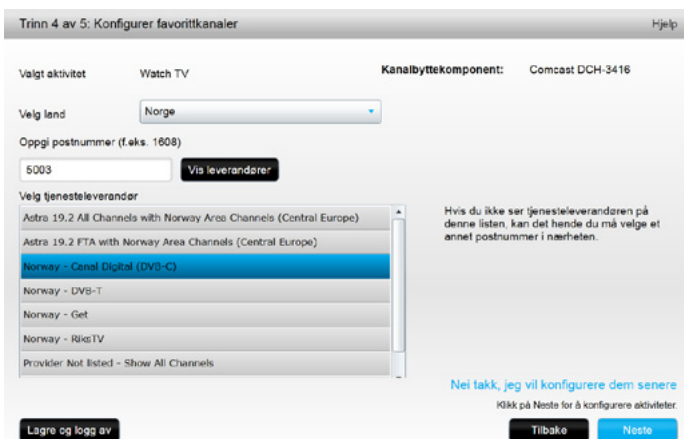 Trinn 4 av 5: Konfigurer favorittkanaler
Hjelp
Valgt aktivitet
Watch TV
Kanalbyttekomponent:
Comcast DCH-3416
Velg land
Norge
Oppgi postnummer (f.eks. 1608)
5003
Vis leverandører
Velg tjenesteleverandør
Astra 19.2 All Channels with Norway Area Channels (Central Europe)
Astra 19.2 FTA with Norway Area Channels (Central Europe)
Norway - Canal Digital (DVB-C)
Norway - DVB-T
Norway - Get
Norway - RiksTV
Provider Not listed - Show All Channels
Hvis du ikke ser tjenesteleverandøren på
denne listen, kan det hende du må velge et
annet postnummer i nærheten.
Nei takk, jeg vil konfigurere dem senere
Klikk på Neste for å konfigurere aktiviteter.
Lagre og logg av
Tilbake
Neste